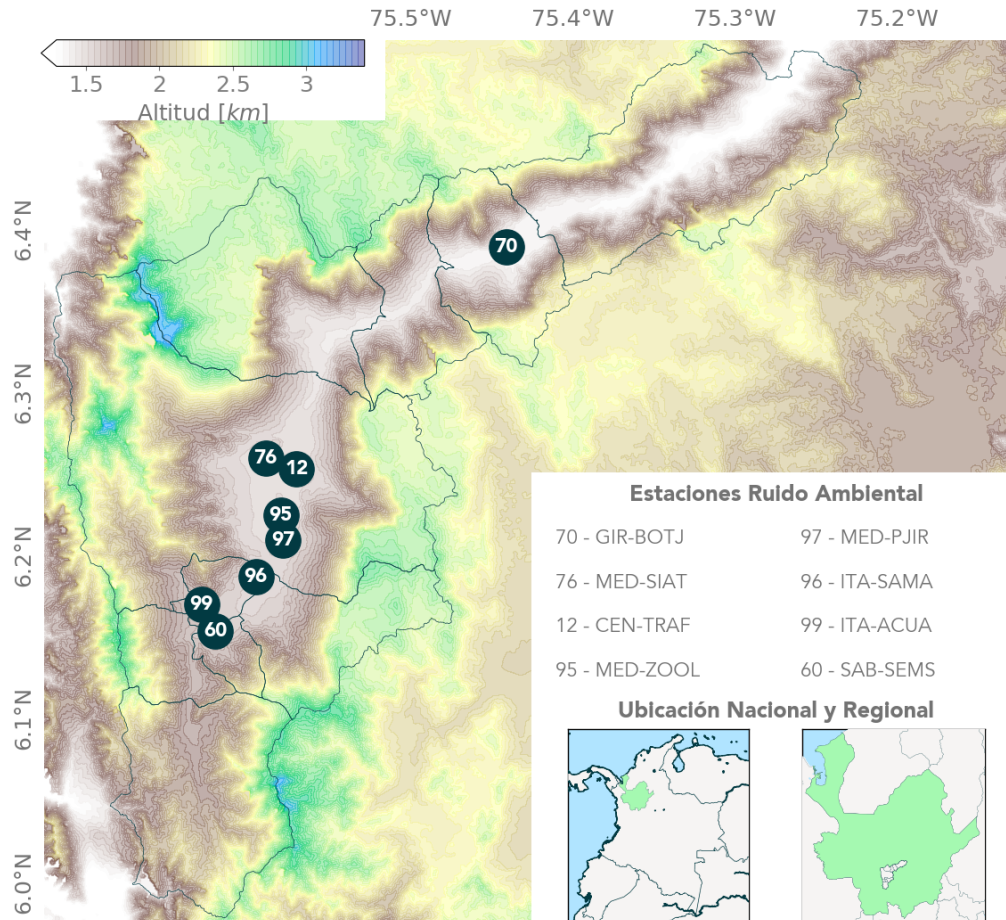 75.5°W 75.4°W 75.3°W 75.2°W
1.5 2 2.5 3
Altitud [km]
6.4°N
6.3°N
6.2°N
6.1°N
6.0°N
70
76
12
95
97
96
99
60
Estaciones Ruido Ambiental
70 - GIR-BOTJ 97 - MED-PJIR
76 - MED-SIAT 96 - ITA-SAMA
12 - CEN-TRAF 99 - ITA-ACUA
95 - MED-ZOOL 60 - SAB-SEMS
Ubicación Nacional y Regional